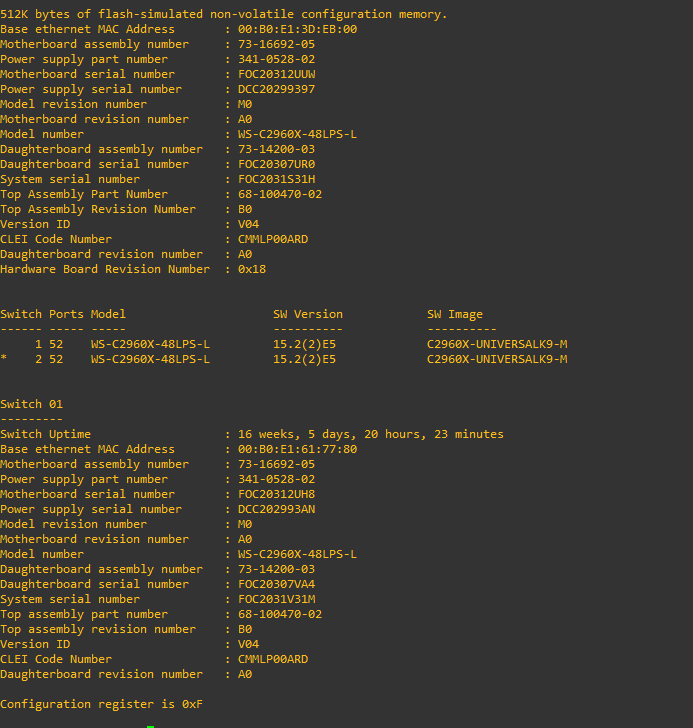 512K bytes of flash-simulated non-volatile configuration memory.
Base ethernet MAC Address       : 00:B0:E1:3D:EB:00
Motherboard assembly number     : 73-16692-05
Power supply part number        : 341-0528-02
Motherboard serial number       : FOC20312UUW
Power supply serial number      : DCC20299397
Model revision number           : M0
Motherboard revision number     : A0
Model number                    : WS-C2960X-48LPS-L
Daughterboard assembly number   : 73-14200-03
Daughterboard serial number     : FOC20307UR0
System serial number            : FOC2031S31H
Top Assembly Part Number        : 68-100470-02
Top Assembly Revision Number    : B0
Version ID                      : V04
CLEI Code Number                : CMMLP00ARD
Daughterboard revision number   : A0
Hardware Board Revision Number  : 0x18
Switch Ports Model                     SW Version            SW Image
------ ----- -----                     ----------            ----------
     1 52    WS-C2960X-48LPS-L         15.2(2)E5             C2960X-UNIVERSALK9-M
*    2 52    WS-C2960X-48LPS-L         15.2(2)E5             C2960X-UNIVERSALK9-M
Switch 01
---------
Switch Uptime                   : 16 weeks, 5 days, 20 hours, 23 minutes
Base ethernet MAC Address       : 00:B0:E1:61:77:80
Motherboard assembly number     : 73-16692-05
Power supply part number        : 341-0528-02
Motherboard serial number       : FOC20312UH8
Power supply serial number      : DCC202993AN
Model revision number           : M0
Motherboard revision number     : A0
Model number                    : WS-C2960X-48LPS-L
Daughterboard assembly number   : 73-14200-03
Daughterboard serial number     : FOC20307VA4
System serial number            : FOC2031V31M
Top assembly part number        : 68-100470-02
Top assembly revision number    : B0
Version ID                      : V04
CLEI Code Number                : CMMLP00ARD
Daughterboard revision number   : A0
Configuration register is 0xF